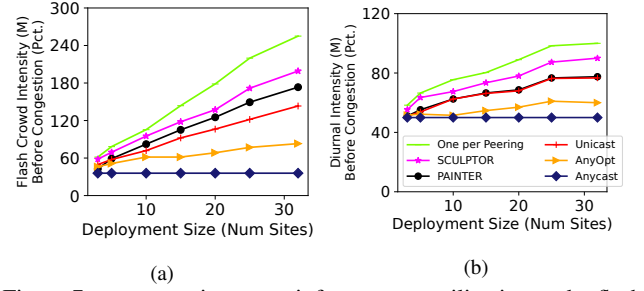 Flash Crowd Intensity (M)
Before Congestion (Pct.)
300
240
180
120
60
0
10
20
30
Deployment Size (Num Sites)
(a)
Diurnal Intensity (M)
Before Congestion (Pct.)
120
80
40
0
One per Peering
SCULPTOR
PAINTER
Unicast
AnyOpt
Anycast
10
20
30
Deployment Size (Num Sites)
(b)